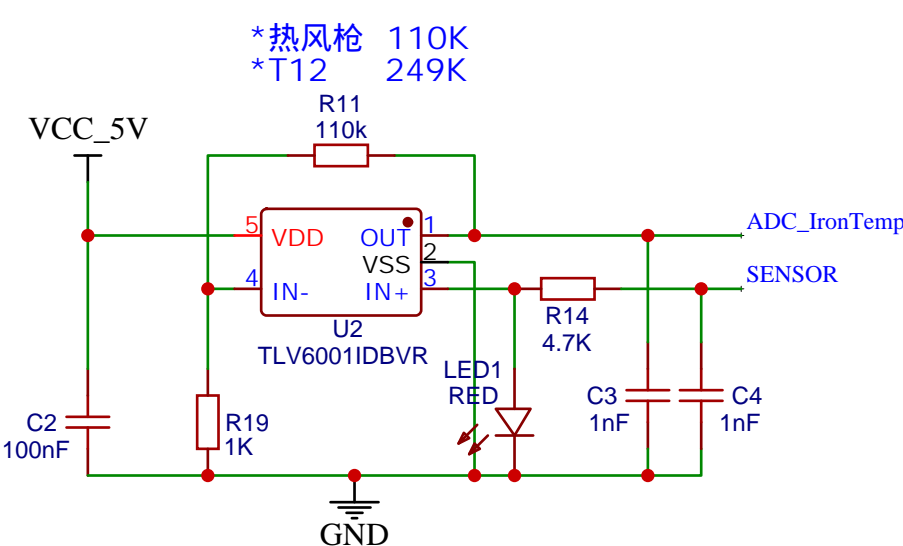 *热风枪 110K
*T12 249K
R11
110k
VCC_5V
5
VDD
OUT
1
ADC_IronTemp
VSS
2
4
IN-
IN+
3
SENSOR
U2
TLV6001IDBVR
R14
4.7K
LED1
RED
C2
100nF
R19
1K
C3
1nF
C4
1nF
GND